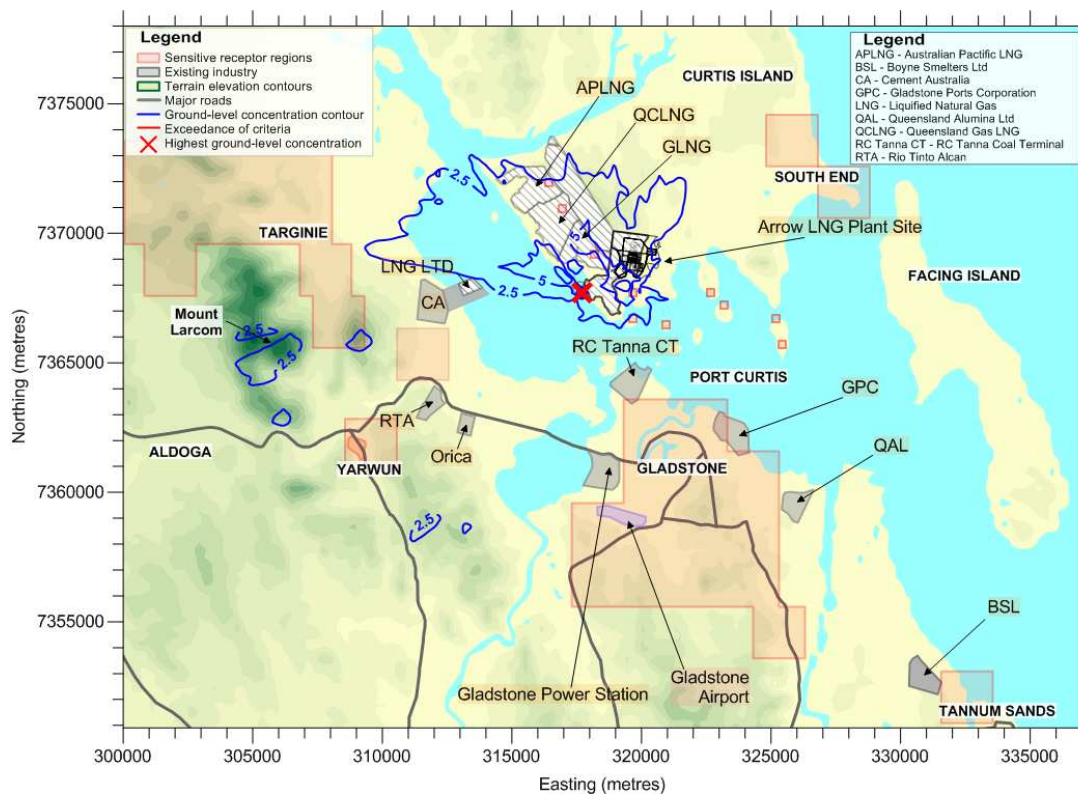 Legend
Sensitive receptor regions
Existing industry
Terrain elevation contours
Major roads
Ground-level concentration contour
Exceedance of criteria
Highest ground-level concentration
Legend
APLNG - Australian Pactific LNG
BSL - Boyne Smelters Ltd
CA - Cement Australia
GPC - Gladstone Ports Corporation
LNG - Liquified Natural Gas
QAL - Queensland Alumina Ltd
QCLNG - Queensland Gas LNG
RC Tanna CT - RC Tanna Coal Terminal
RTA - Rio Tinto Alcan
CURTIS ISLAND
APLNG
QCLNG
GLNG
SOUTH END
2.5
2.5
TARGINIE
Arrow LNG Plant Site
5
LNG LTD
5
2.5
FACING ISLAND
CA
Mount
Larcom
2.5
2.5
RC Tanna CT
PORT CURTIS
GPC
RTA
Orica
QAL
ALDOGA
YARWUN
GLADSTONE
2.5
BSL
Gladstone Power Station
Gladstone
Airport
TANNUM SANDS
7375000
7370000
7365000
7360000
7355000
Northing (metres)
300000
305000
310000
315000
320000
325000
330000
335000
Easting (metres)